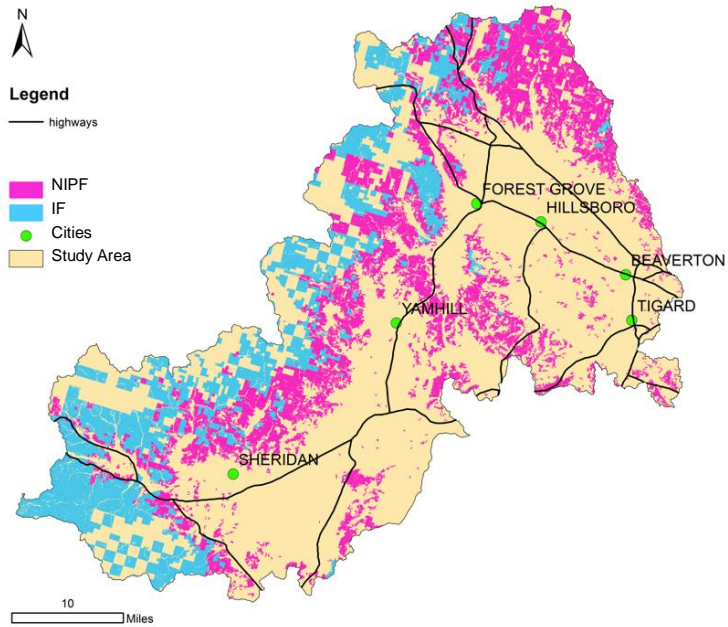 N
Legend
highways
NIPF
IF
Cities
Study Area
FOREST GROVE
HILLSBORO
BEAVERTON
TIGARD
YAMHILL
SHERIDAN
10
Miles